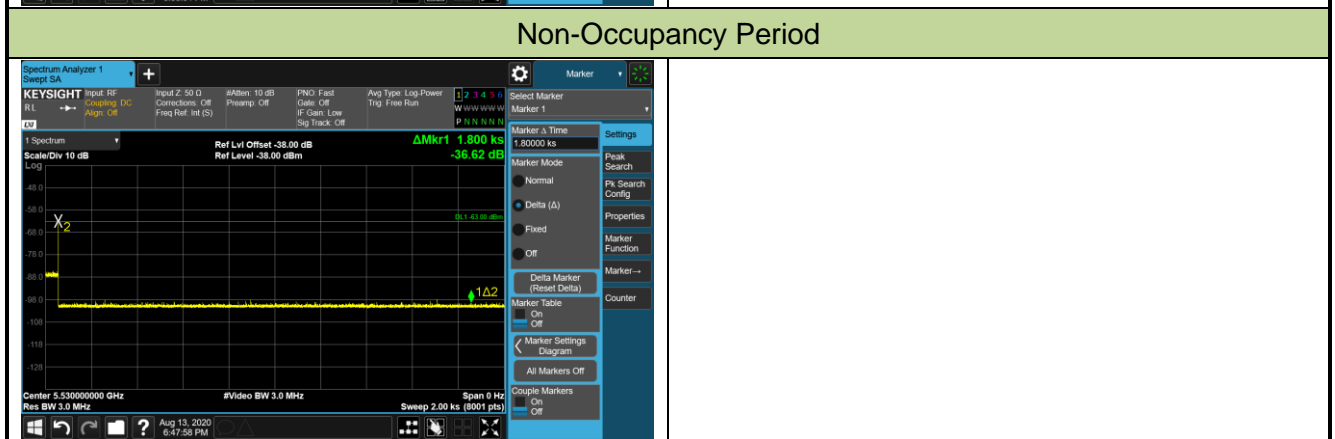 Non-Occupancy Period
Spectrum Analyzer 1
Swept SA
Marker
KEYSIGHT
Input: RF
Coupling: DC
Align: Off
RL
Input Z: 50 Ω
Corrections: Off
Freq Ref: Int (S)
#Atten: 10 dB
Preamp: Off
PNO: Fast
Gate: Off
IF Gain: Low
Sig Track: Off
Avg Type: Log-Power
Trig: Free Run
1 2 3 4 5 6
W W W W W W
P N N N N N
Select Marker
Marker 1
1 Spectrum
Scale/Div 10 dB
Log
Ref Lvl Offset -38.00 dB
Ref Level -38.00 dBm
ΔMkr1 1.800 ks
-36.62 dB
-48.0
-58.0
-68.0
-78.0
-88.0
-98.0
-108
-118
-128
X2
DL1 -63.00 dBm
1Δ2
Center 5.530000000 GHz
Res BW 3.0 MHz
#Video BW 3.0 MHz
Span 0 Hz
Sweep 2.00 ks (8001 pts)
Marker Δ Time
1.80000 ks
Marker Mode
Normal
Delta (Δ)
Fixed
Off
Delta Marker
(Reset Delta)
Marker Table
On
Off
Marker Settings
Diagram
All Markers Off
Couple Markers
On
Off
Settings
Peak
Search
Pk Search
Config
Properties
Marker
Function
Marker→
Counter
Aug 13, 2020
6:47:58 PM